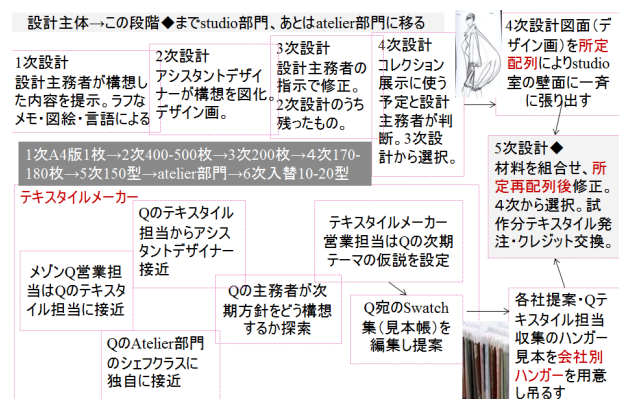 設計主体→この段階◆までstudio部門、あとはatelier部門に移る
1次設計
設計主務者が構想し
た内容を提示。ラフな
メモ・図絵・言語による
2次設計
アシスタントデザイ
ナーが構想を図化。
デザイン画。
3次設計
設計主務者の
指示で修正。
2次設計のうち
残ったもの。
4次設計
コレクション
展示に使う
予定と設計
主務者が判
断。3次設
計から選択。
4次設計図面(デ
ザイン画)を所定
配列によりstudio
室の壁面に一斉
に張り出す
1次A4版1枚→2次400-500枚→3次200枚→4次170-
180枚→5次150型→atelier部門→6次入替10-20型
5次設計◆
材料を組合せ、所
定再配列後修正。
4次から選択。試
作分テキスタイル発
注・クレジット交換。
テキスタイルメーカー
Qのテキスタイル
担当からアシス
タントデザイナー
接近
メゾンQ営業担
当はQのテキスタ
イル担当に接近
QのAtelier部門
のシェフクラスに
独自に接近
Qの主務者が次
期方針をどう構想
するか探索
テキスタイルメーカー
営業担当はQの次期
テーマの仮説を設定
Q宛のSwatch
集(見本帳)を
編集し提案
各社提案・Qテ
キスタイル担当
収集のハンガー
見本を会社別
ハンガーを用意
し吊るす